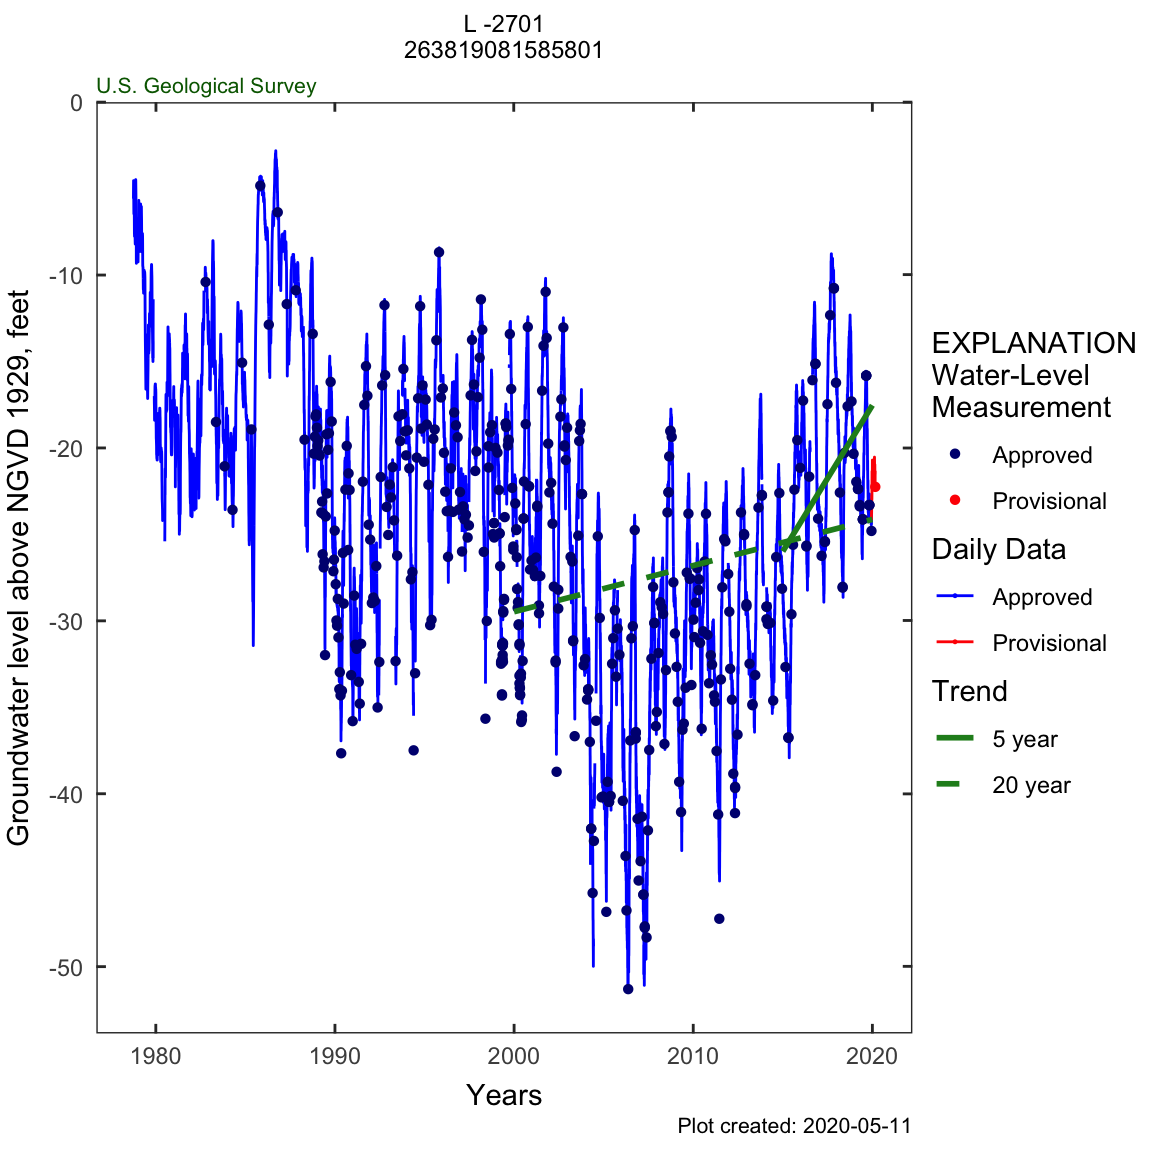 L -2701
263819081585801
U.S. Geological Survey
Groundwater level above NGVD 1929, feet
0
-10
-20
-30
-40
-50
1980 1990 2000 2010 2020
Years
EXPLANATION
Water-Level
Measurement
Approved
Provisional
Daily Data
Approved
Provisional
Trend
5 year
20 year
Plot created: 2020-05-11